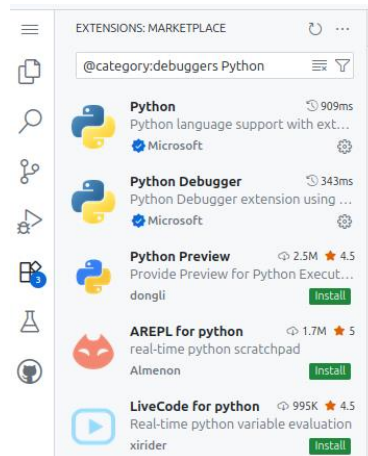 EXTENSIONS: MARKETPLACE
@category:debuggers Python
Python 909ms
Python language support with ext...
Microsoft
Python Debugger 343ms
Python Debugger extension using ...
Microsoft
3
Python Preview 2.5M 4.5
Provide Preview for Python Execut...
dongli Install
AREPL for python 1.7M 5
real-time python scratchpad
Almenon Install
LiveCode for python 995K 4.5
Real-time python variable evaluation
xirider Install